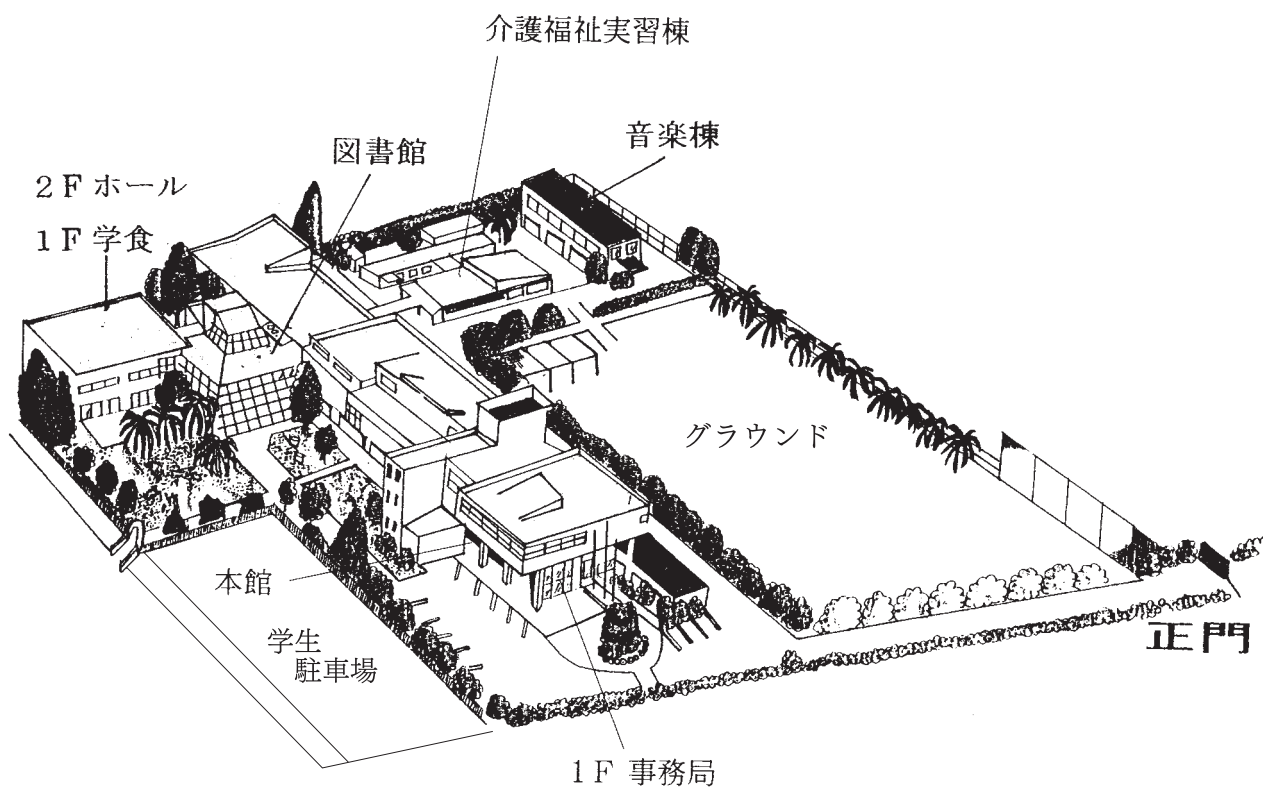 介護福祉実習棟
音楽棟
図書館
2F ホール
1F 学食
グラウンド
本館
学生
駐車場
正門
1F 事務局